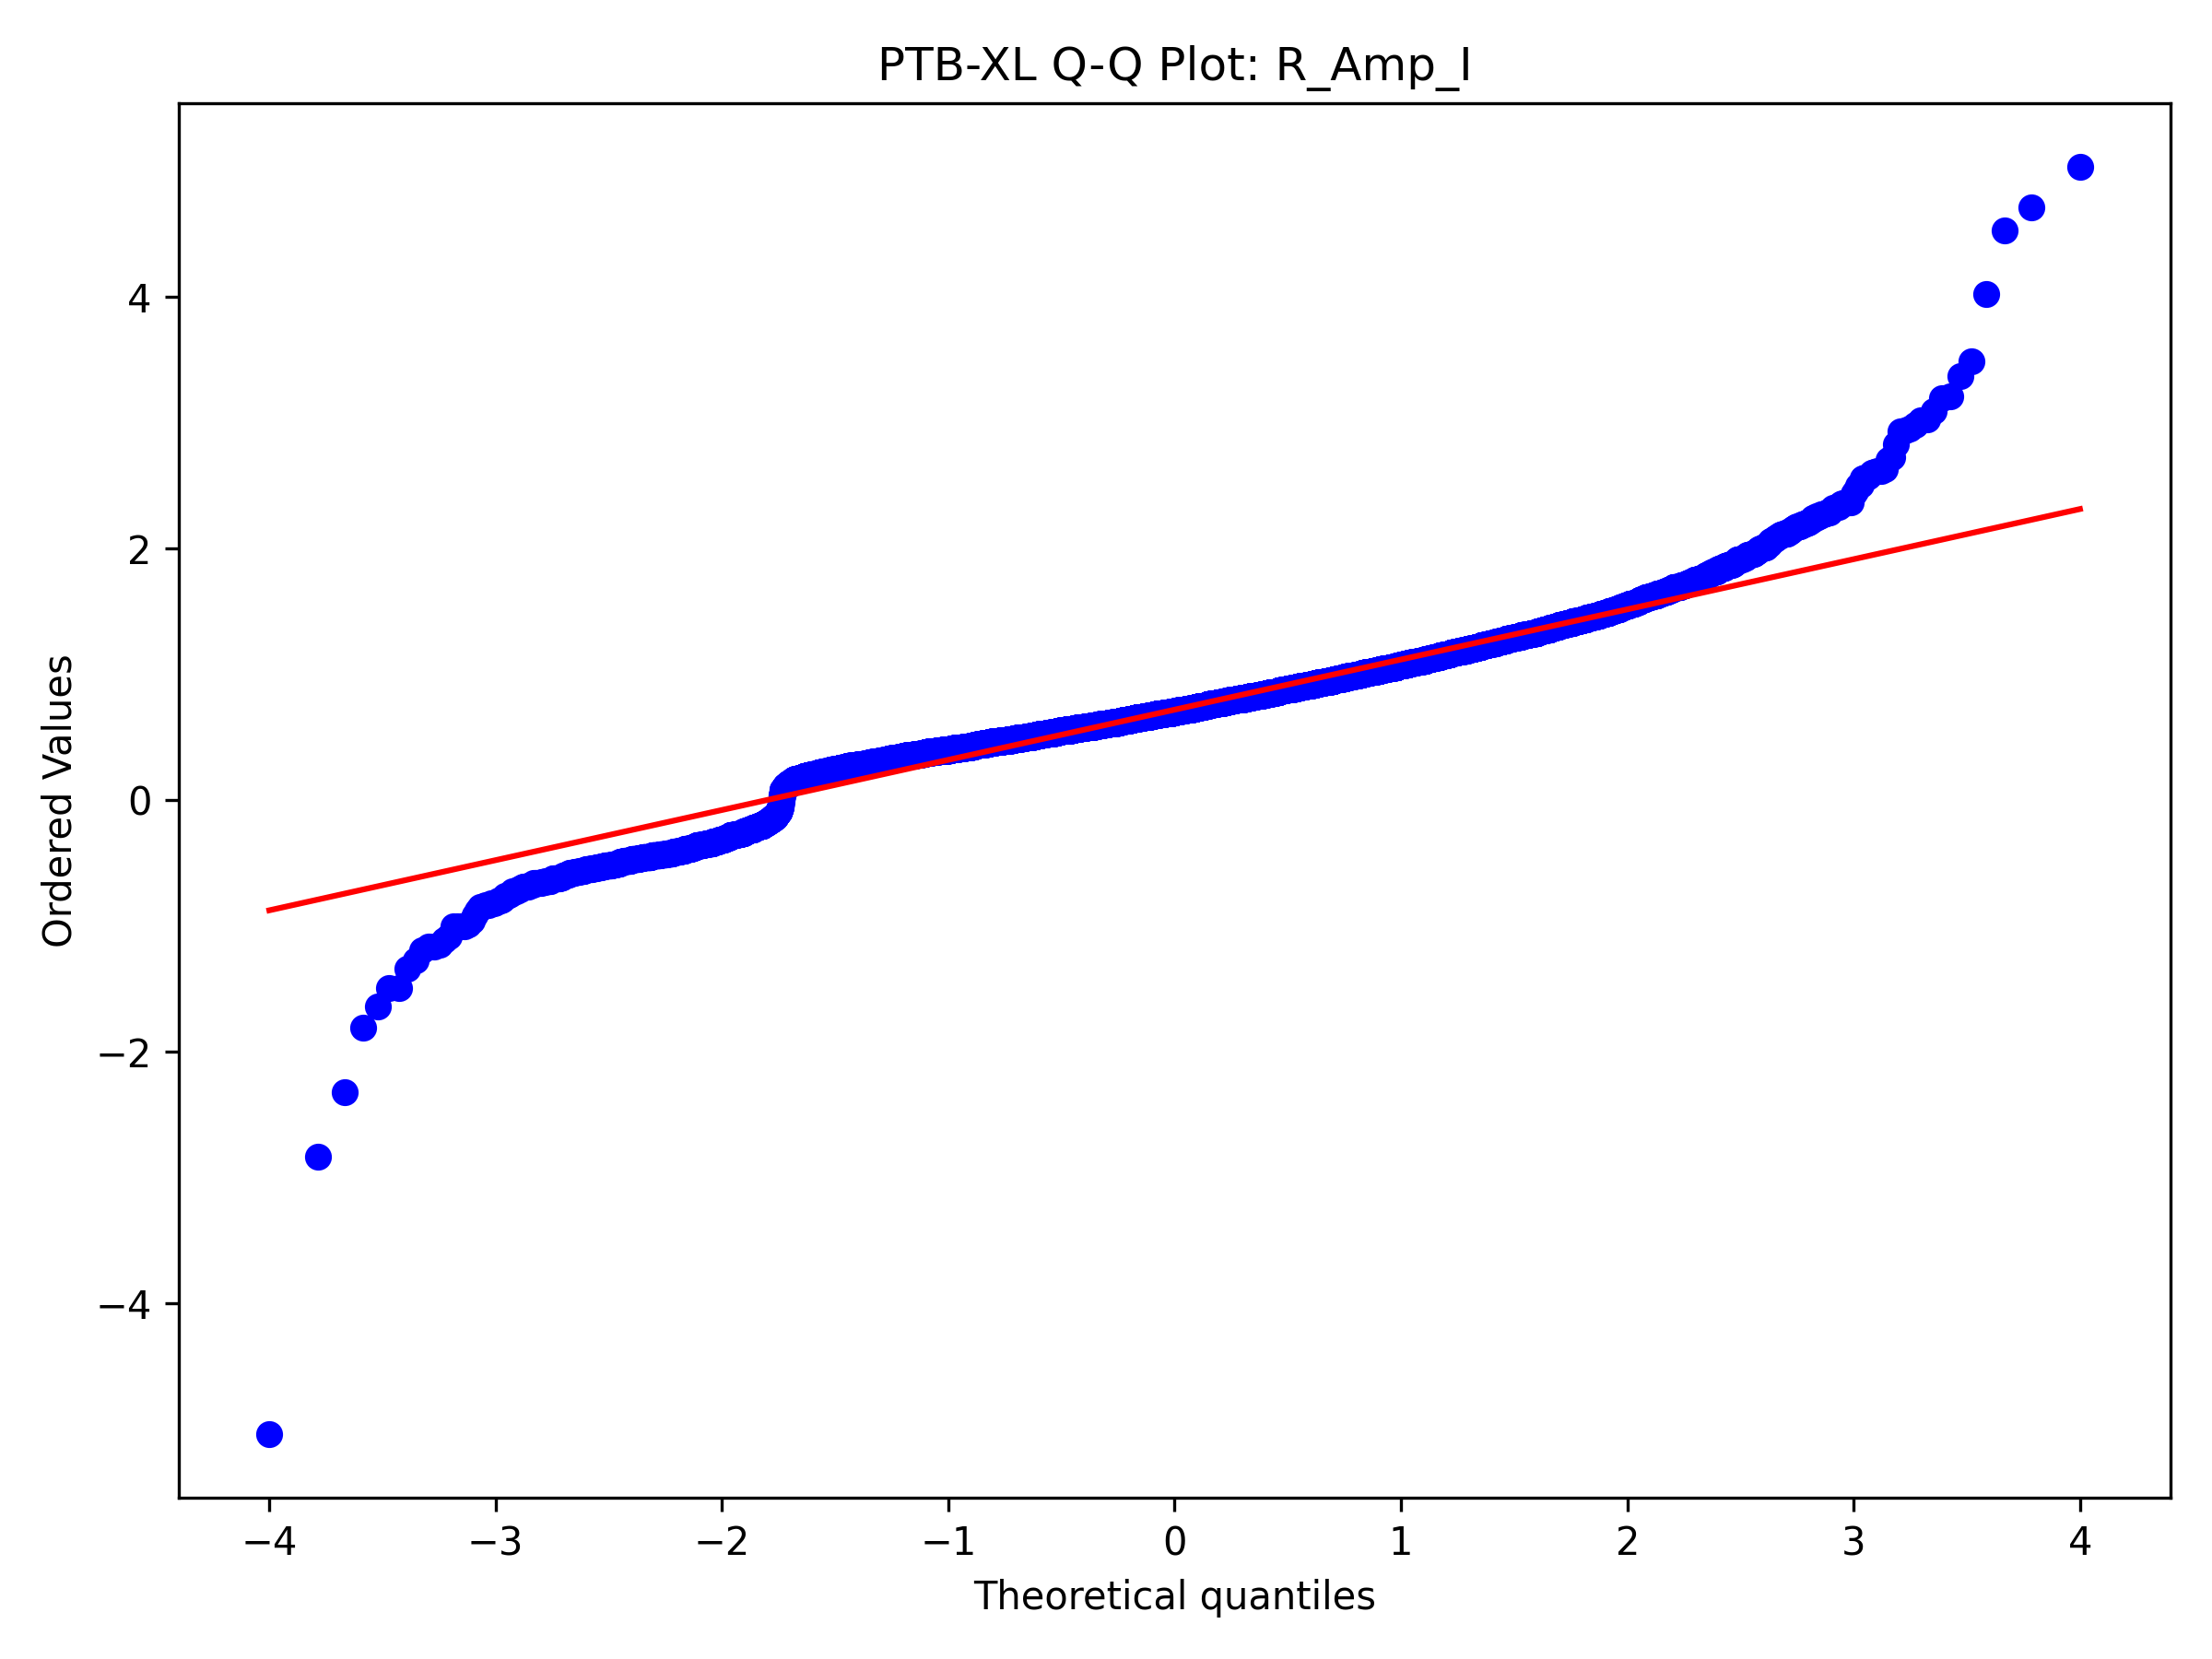 PTB-XL Q-Q Plot: R_Amp_I
Ordered Values
4
2
0
−2
−4
−4 −3 −2 −1 0 1 2 3 4
Theoretical quantiles